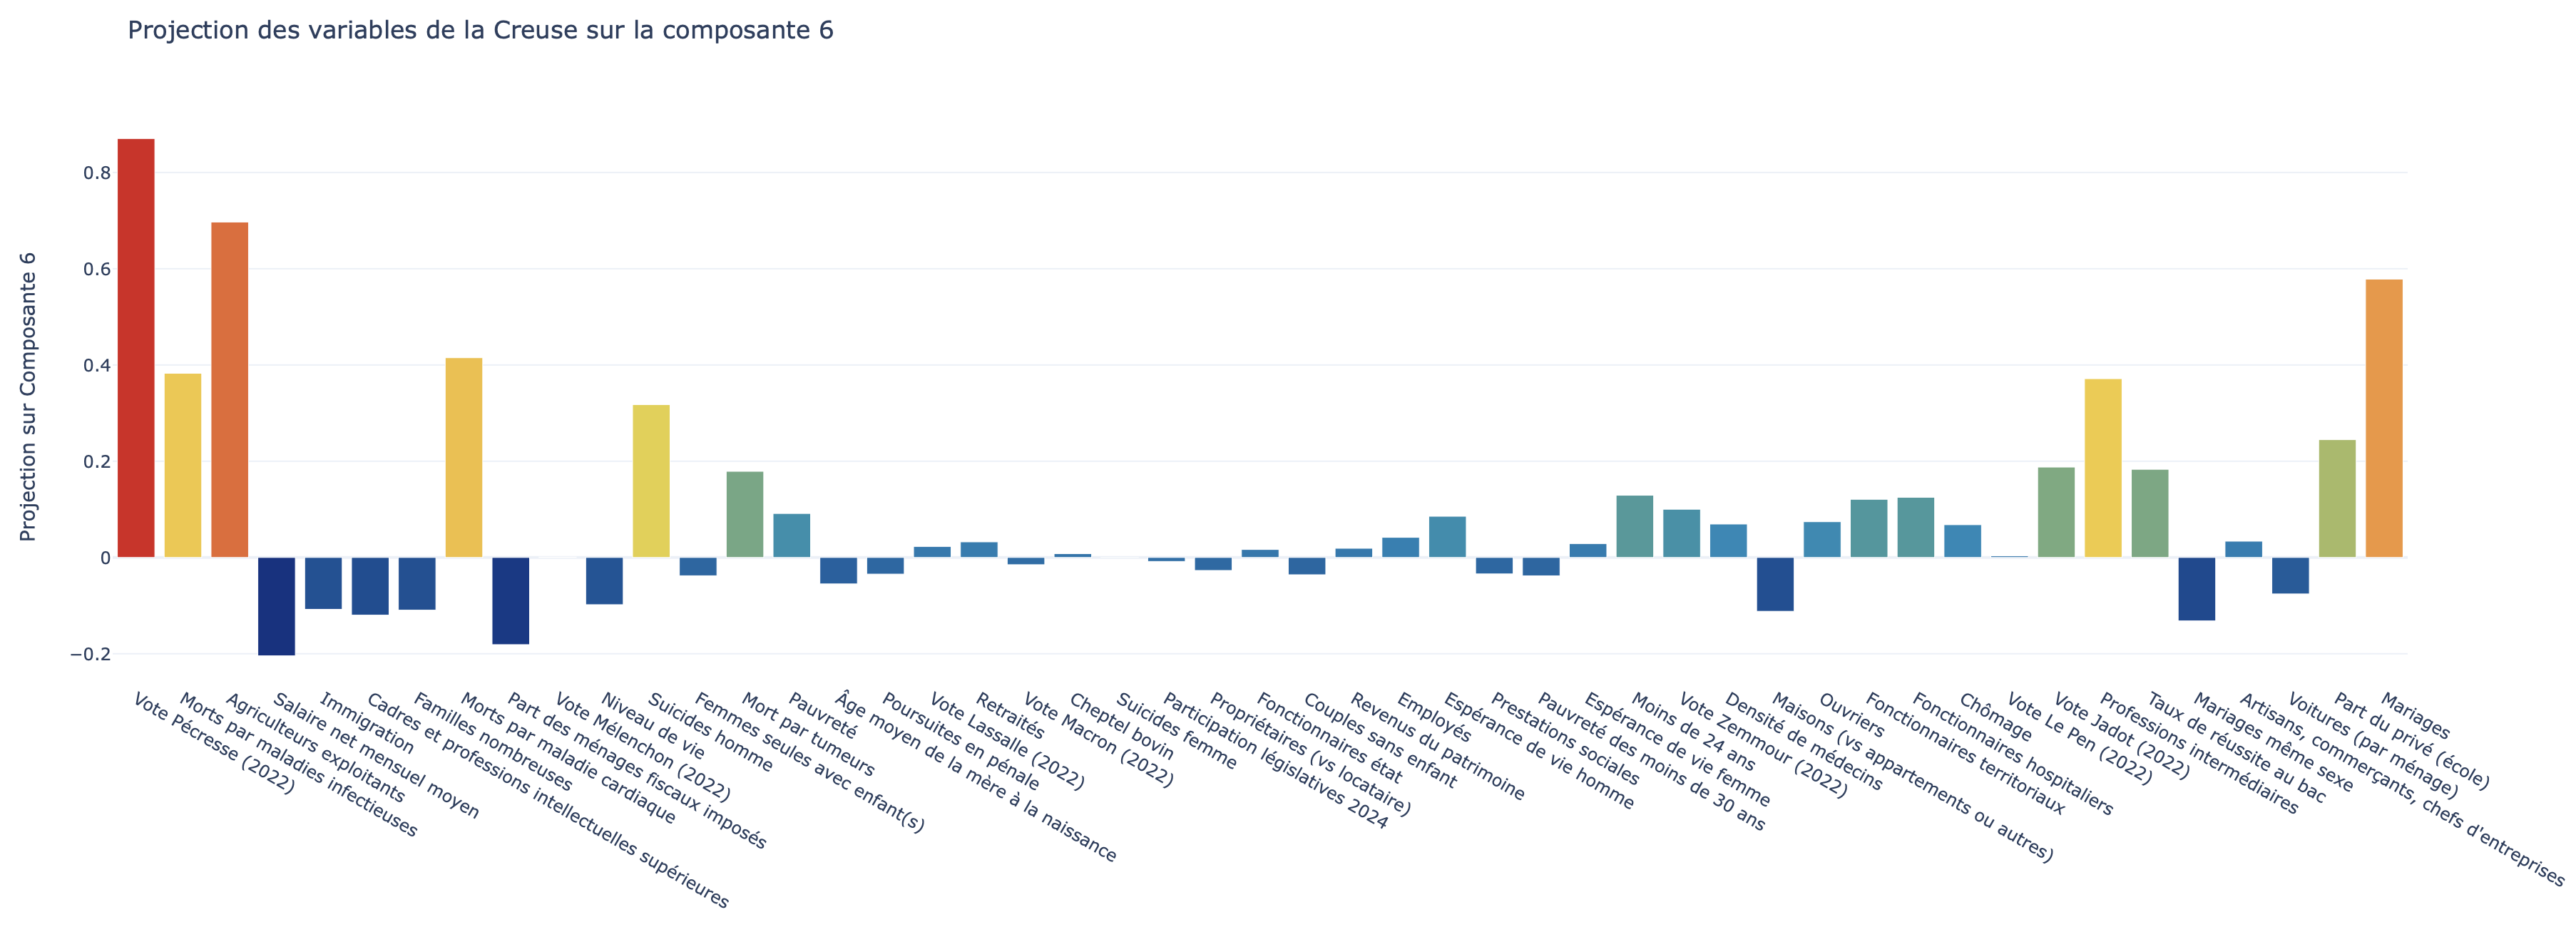 Projection des variables de la Creuse sur la composante 6
Projection sur Composante 6
0.8
0.6
0.4
0.2
0
−0.2
Vote Pécresse (2022)
Morts par maladies infectieuses
Agriculteurs exploitants
Salaire net mensuel moyen
Immigration
Cadres et professions intellectuelles supérieures
Familles nombreuses
Morts par maladie cardiaque
Part des ménages fiscaux imposés
Vote Mélenchon (2022)
Niveau de vie
Suicides homme
Femmes seules avec enfant(s)
Mort par tumeurs
Pauvreté
Âge moyen de la mère à la naissance
Poursuites en pénale
Vote Lassalle (2022)
Retraités
Vote Macron (2022)
Cheptel bovin
Suicides femme
Participation législatives 2024
Propriétaires (vs locataire)
Fonctionnaires état
Couples sans enfant
Revenus du patrimoine
Employés
Espérance de vie homme
Prestations sociales
Pauvreté des moins de 30 ans
Espérance de vie femme
Moins de 24 ans
Vote Zemmour (2022)
Densité de médecins
Maisons (vs appartements ou autres)
Ouvriers
Fonctionnaires territoriaux
Fonctionnaires hospitaliers
Chômage
Vote Le Pen (2022)
Vote Jadot (2022)
Professions intermédiaires
Taux de réussite au bac
Mariages même sexe
Artisans, commerçants, chefs d'entreprises
Voitures (par ménage)
Part du privé (école)
Mariages